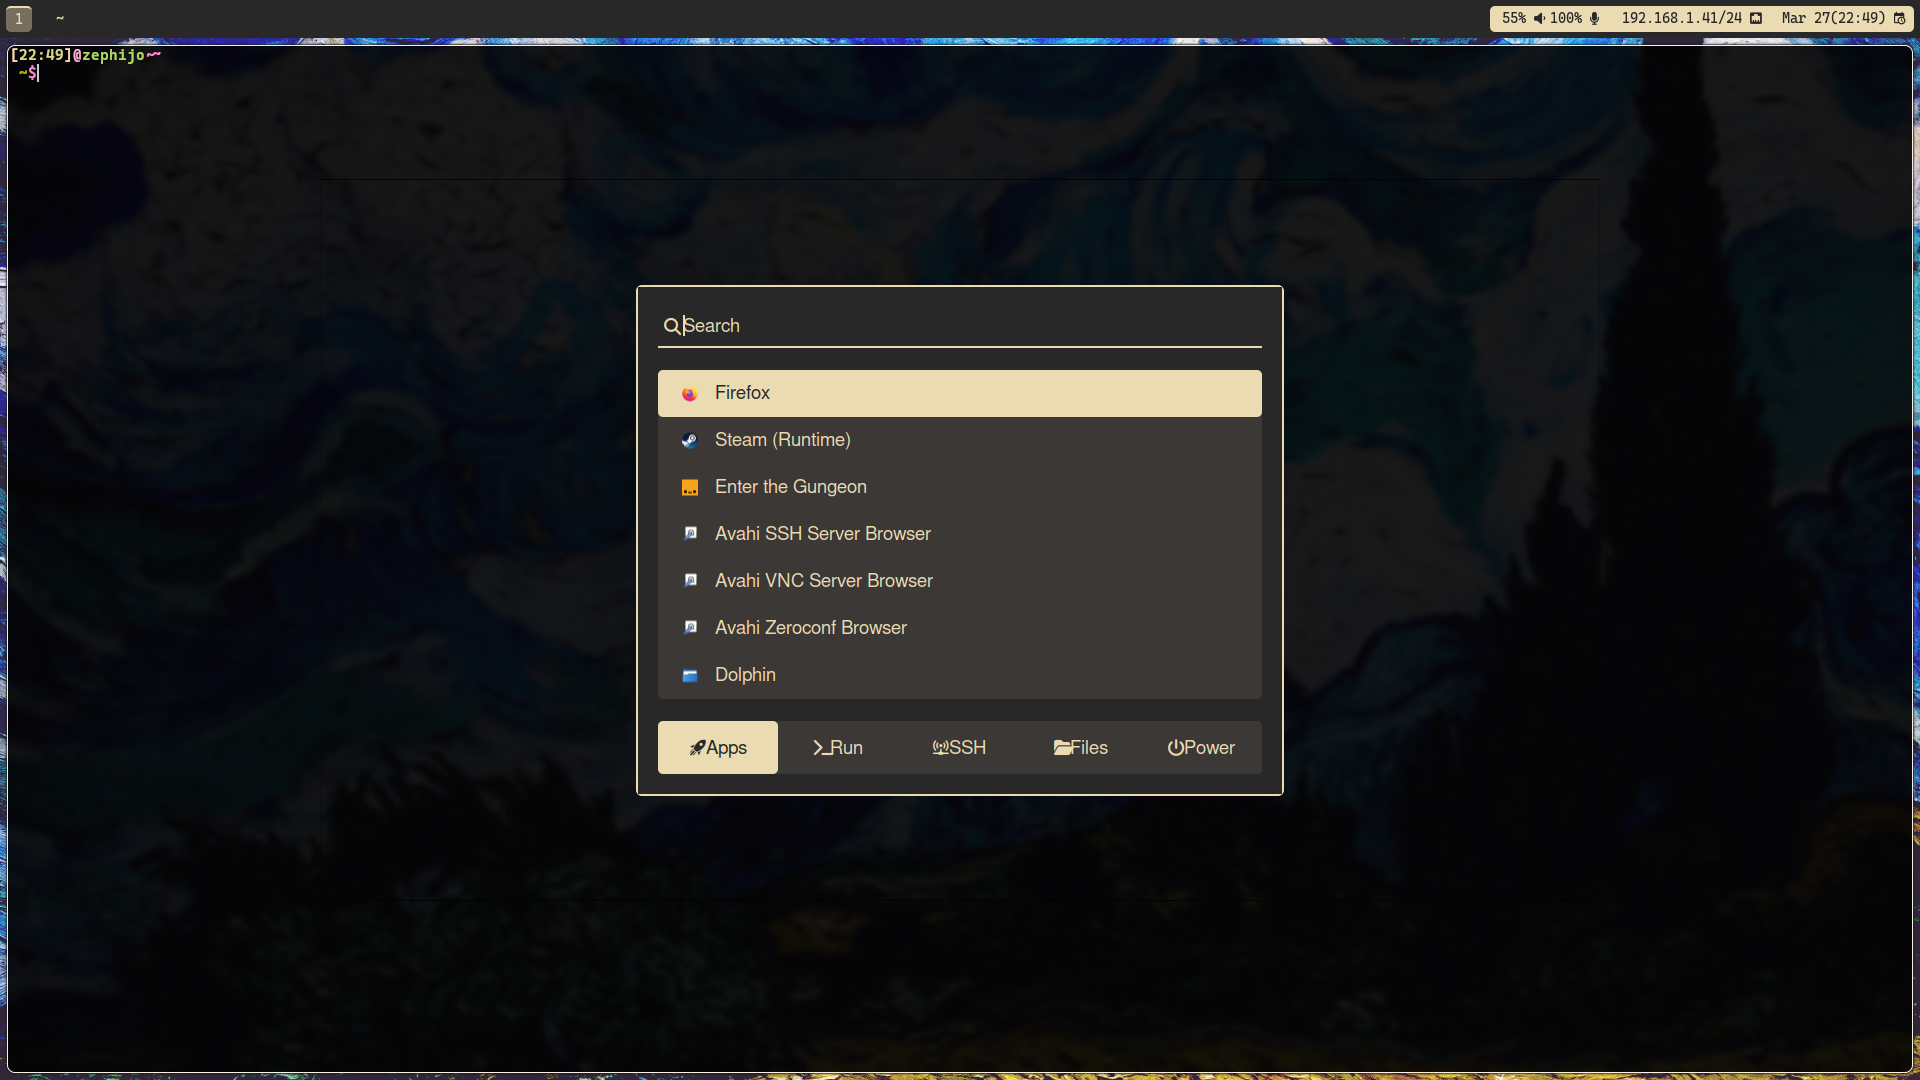 1 ~ 55% 100% 192.168.1.41/24 Mar 27(22:49)
[22:49]@zephijo~~
~$
Search
Firefox
Steam (Runtime)
Enter the Gungeon
Avahi SSH Server Browser
Avahi VNC Server Browser
Avahi Zeroconf Browser
Dolphin
Apps Run SSH Files Power